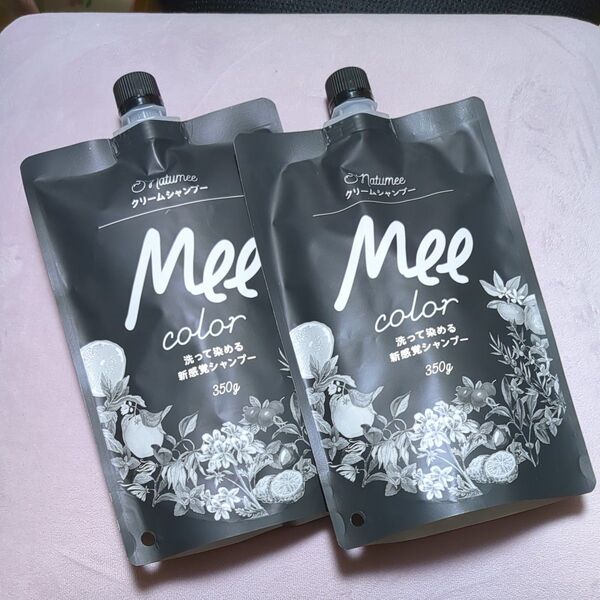 Natumee
クリームシャンプー
Mee
color
洗って染める
新感覚シャンプー
350g
Natumee
クリームシャンプー
Mee
color
洗って染める
新感覚シャンプー
350g